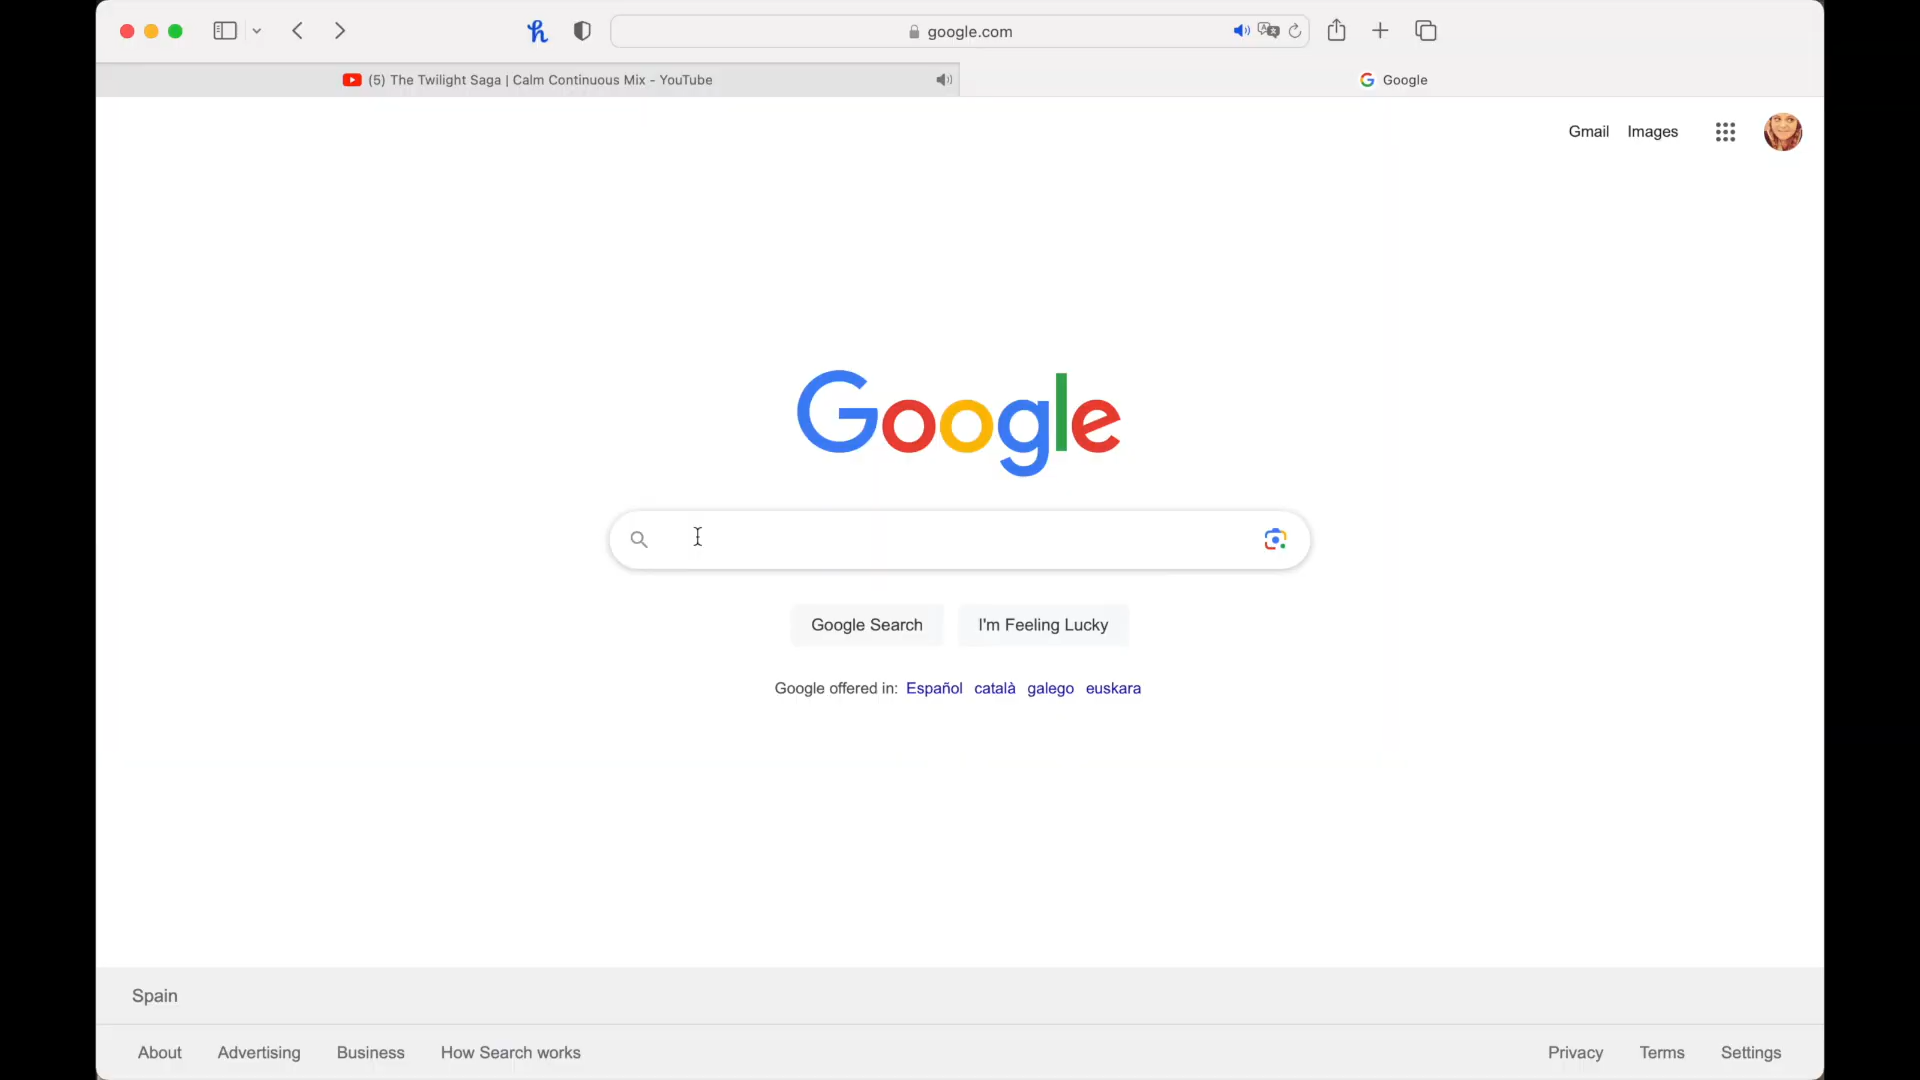 google.com
(5) The Twilight Saga | Calm Continuous Mix - YouTube
Google
Gmail Images
Google
Google Search I'm Feeling Lucky
Google offered in: Español català galego euskara
Spain
About Advertising Business How Search works Privacy Terms Settings